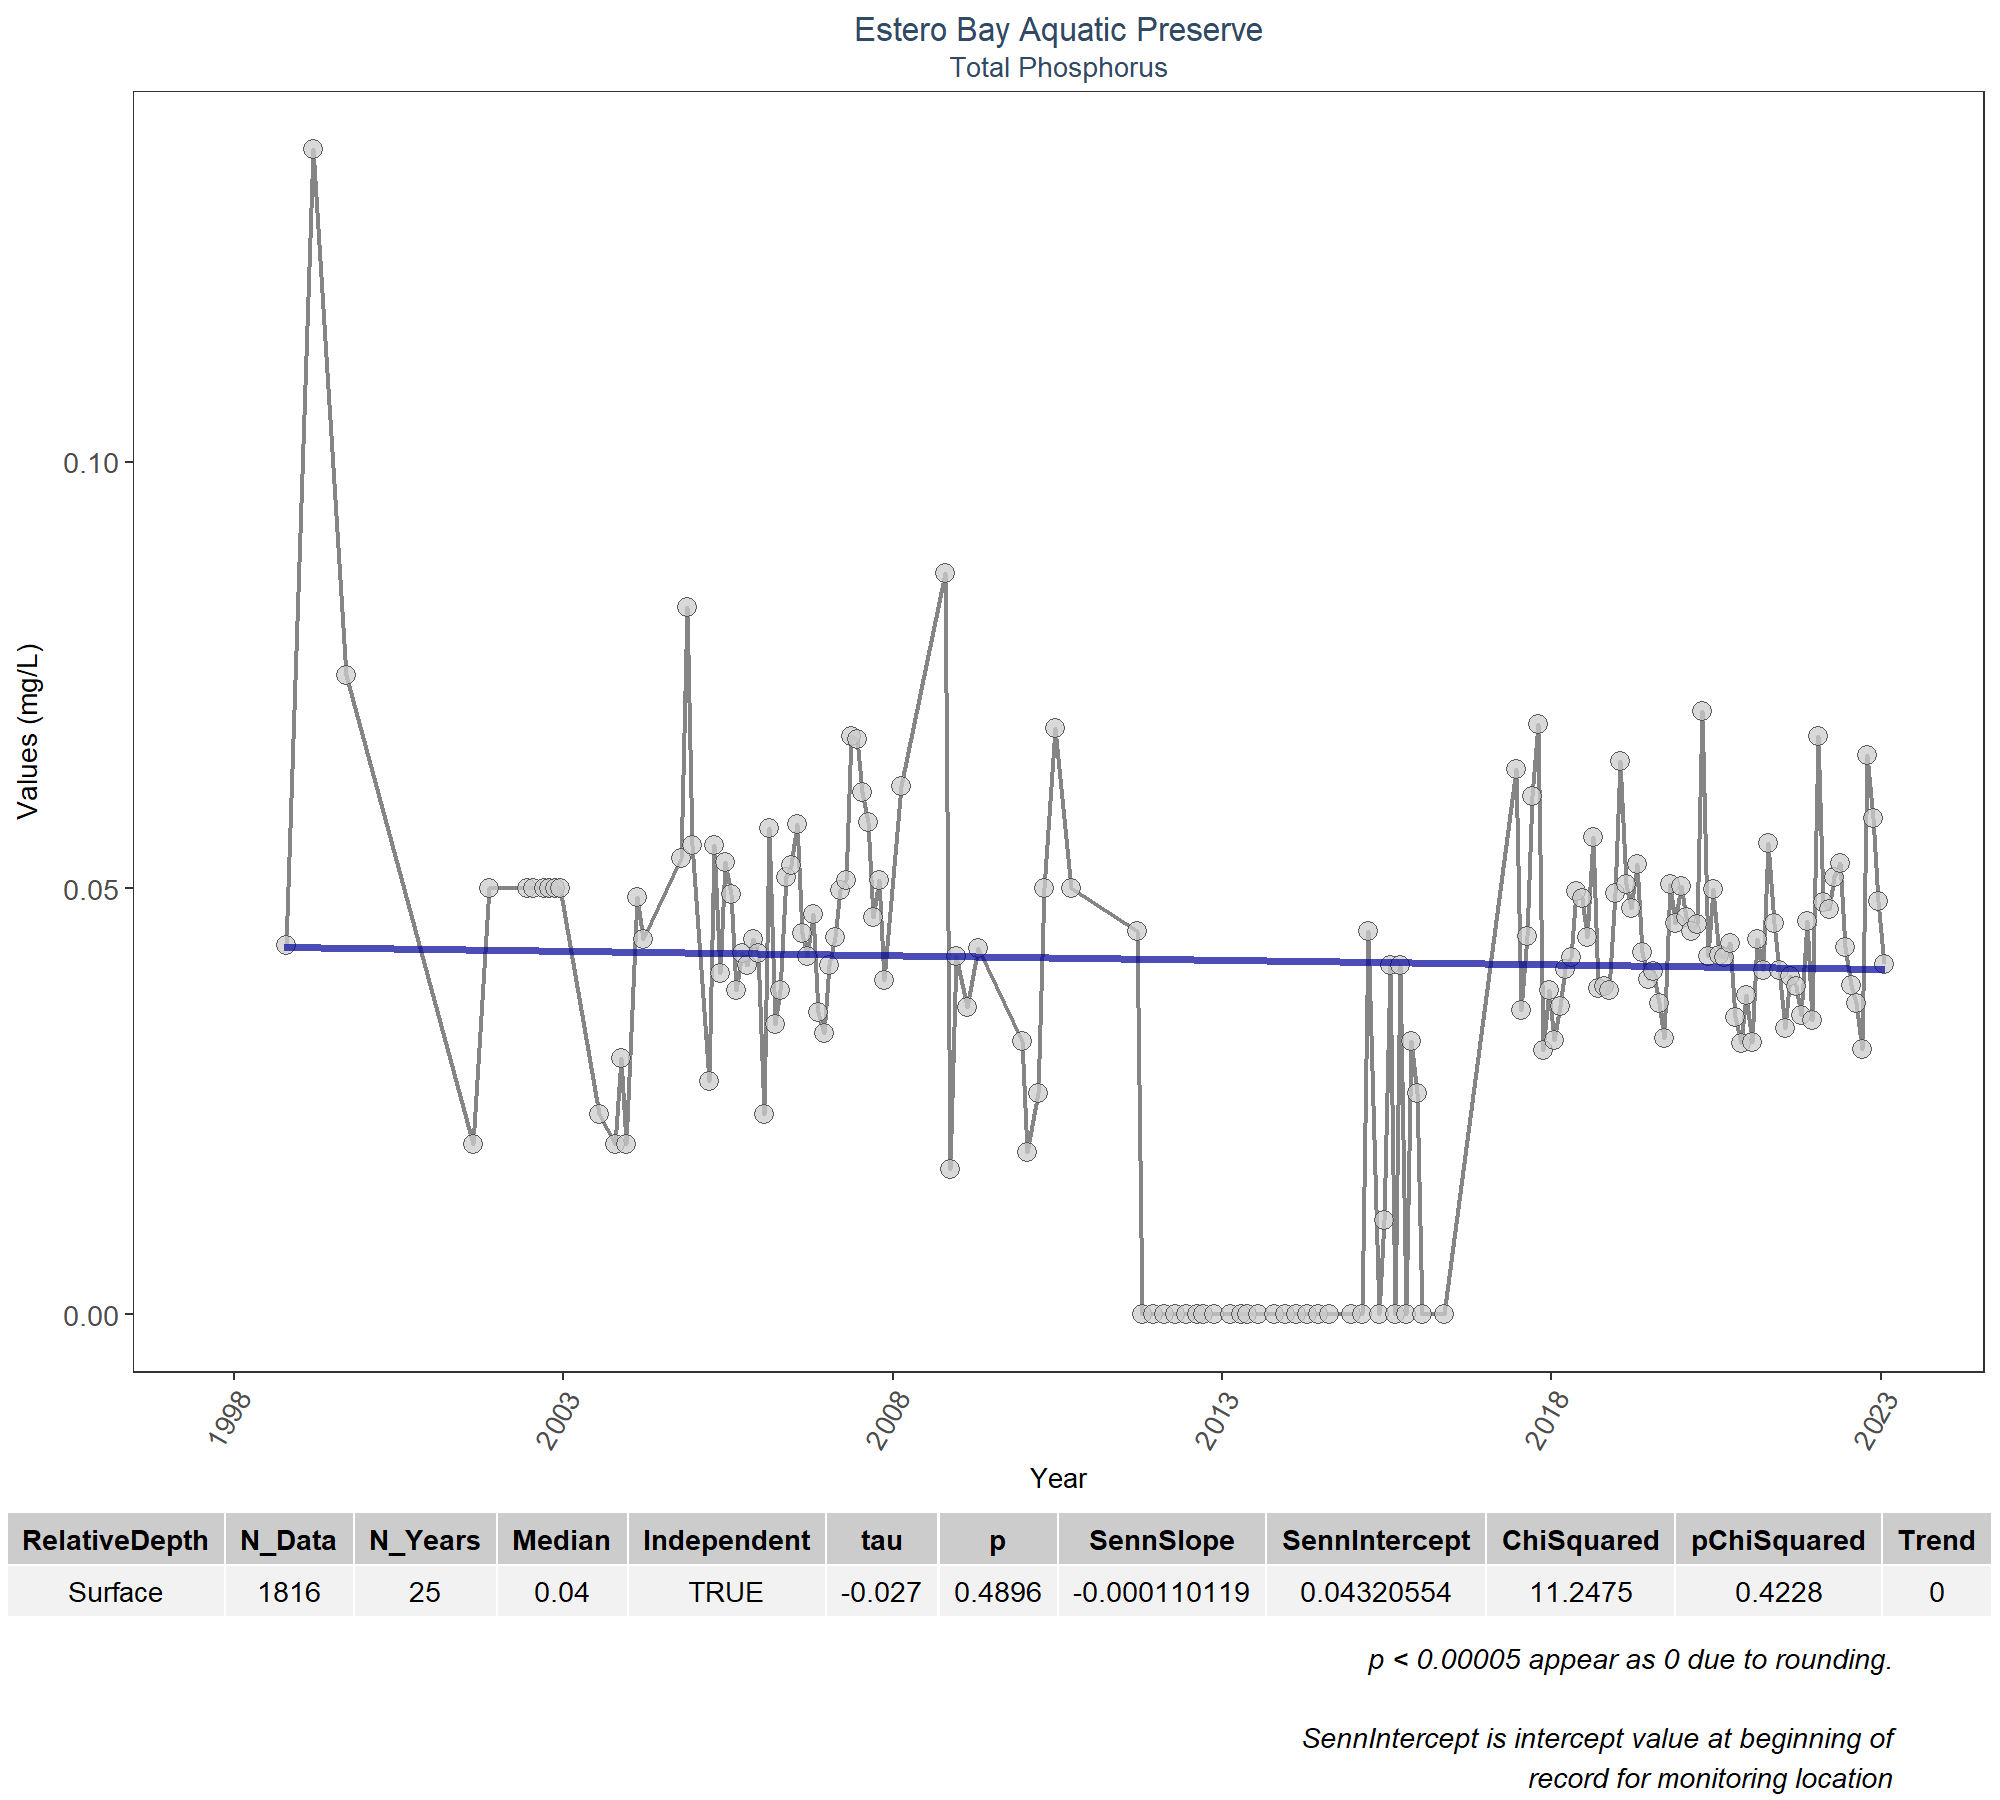 Estero Bay Aquatic Preserve
Total Phosphorus
Values (mg/L)
0.10
0.05
0.00
1998 2003 2008 2013 2018 2023
Year
RelativeDepth N_Data N_Years Median Independent tau p SennSlope SennIntercept ChiSquared pChiSquared Trend
Surface 1816 25 0.04 TRUE -0.027 0.4896 -0.000110119 0.04320554 11.2475 0.4228 0
p < 0.00005 appear as 0 due to rounding.
SennIntercept is intercept value at beginning of
record for monitoring location